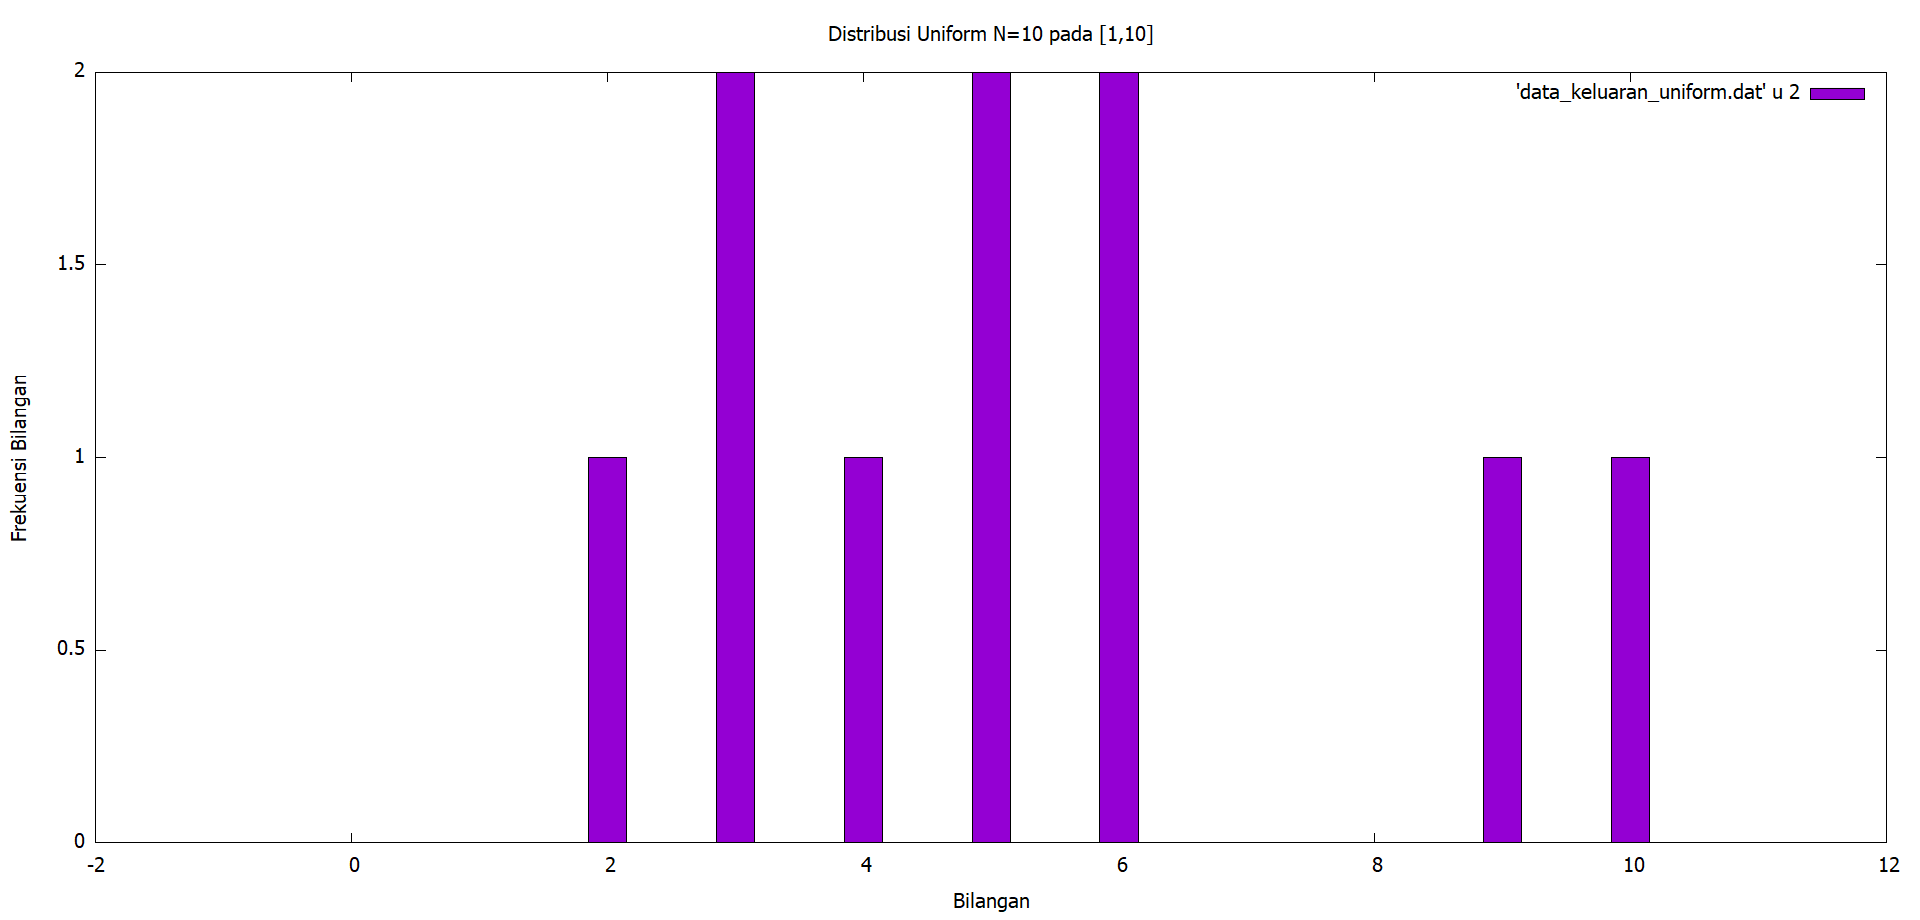 Distribusi Uniform N=10 pada [1,10]
'data_keluaran_uniform.dat' u 2
2
1.5
1
0.5
0
Frekuensi Bilangan
-2 0 2 4 6 8 10 12
Bilangan